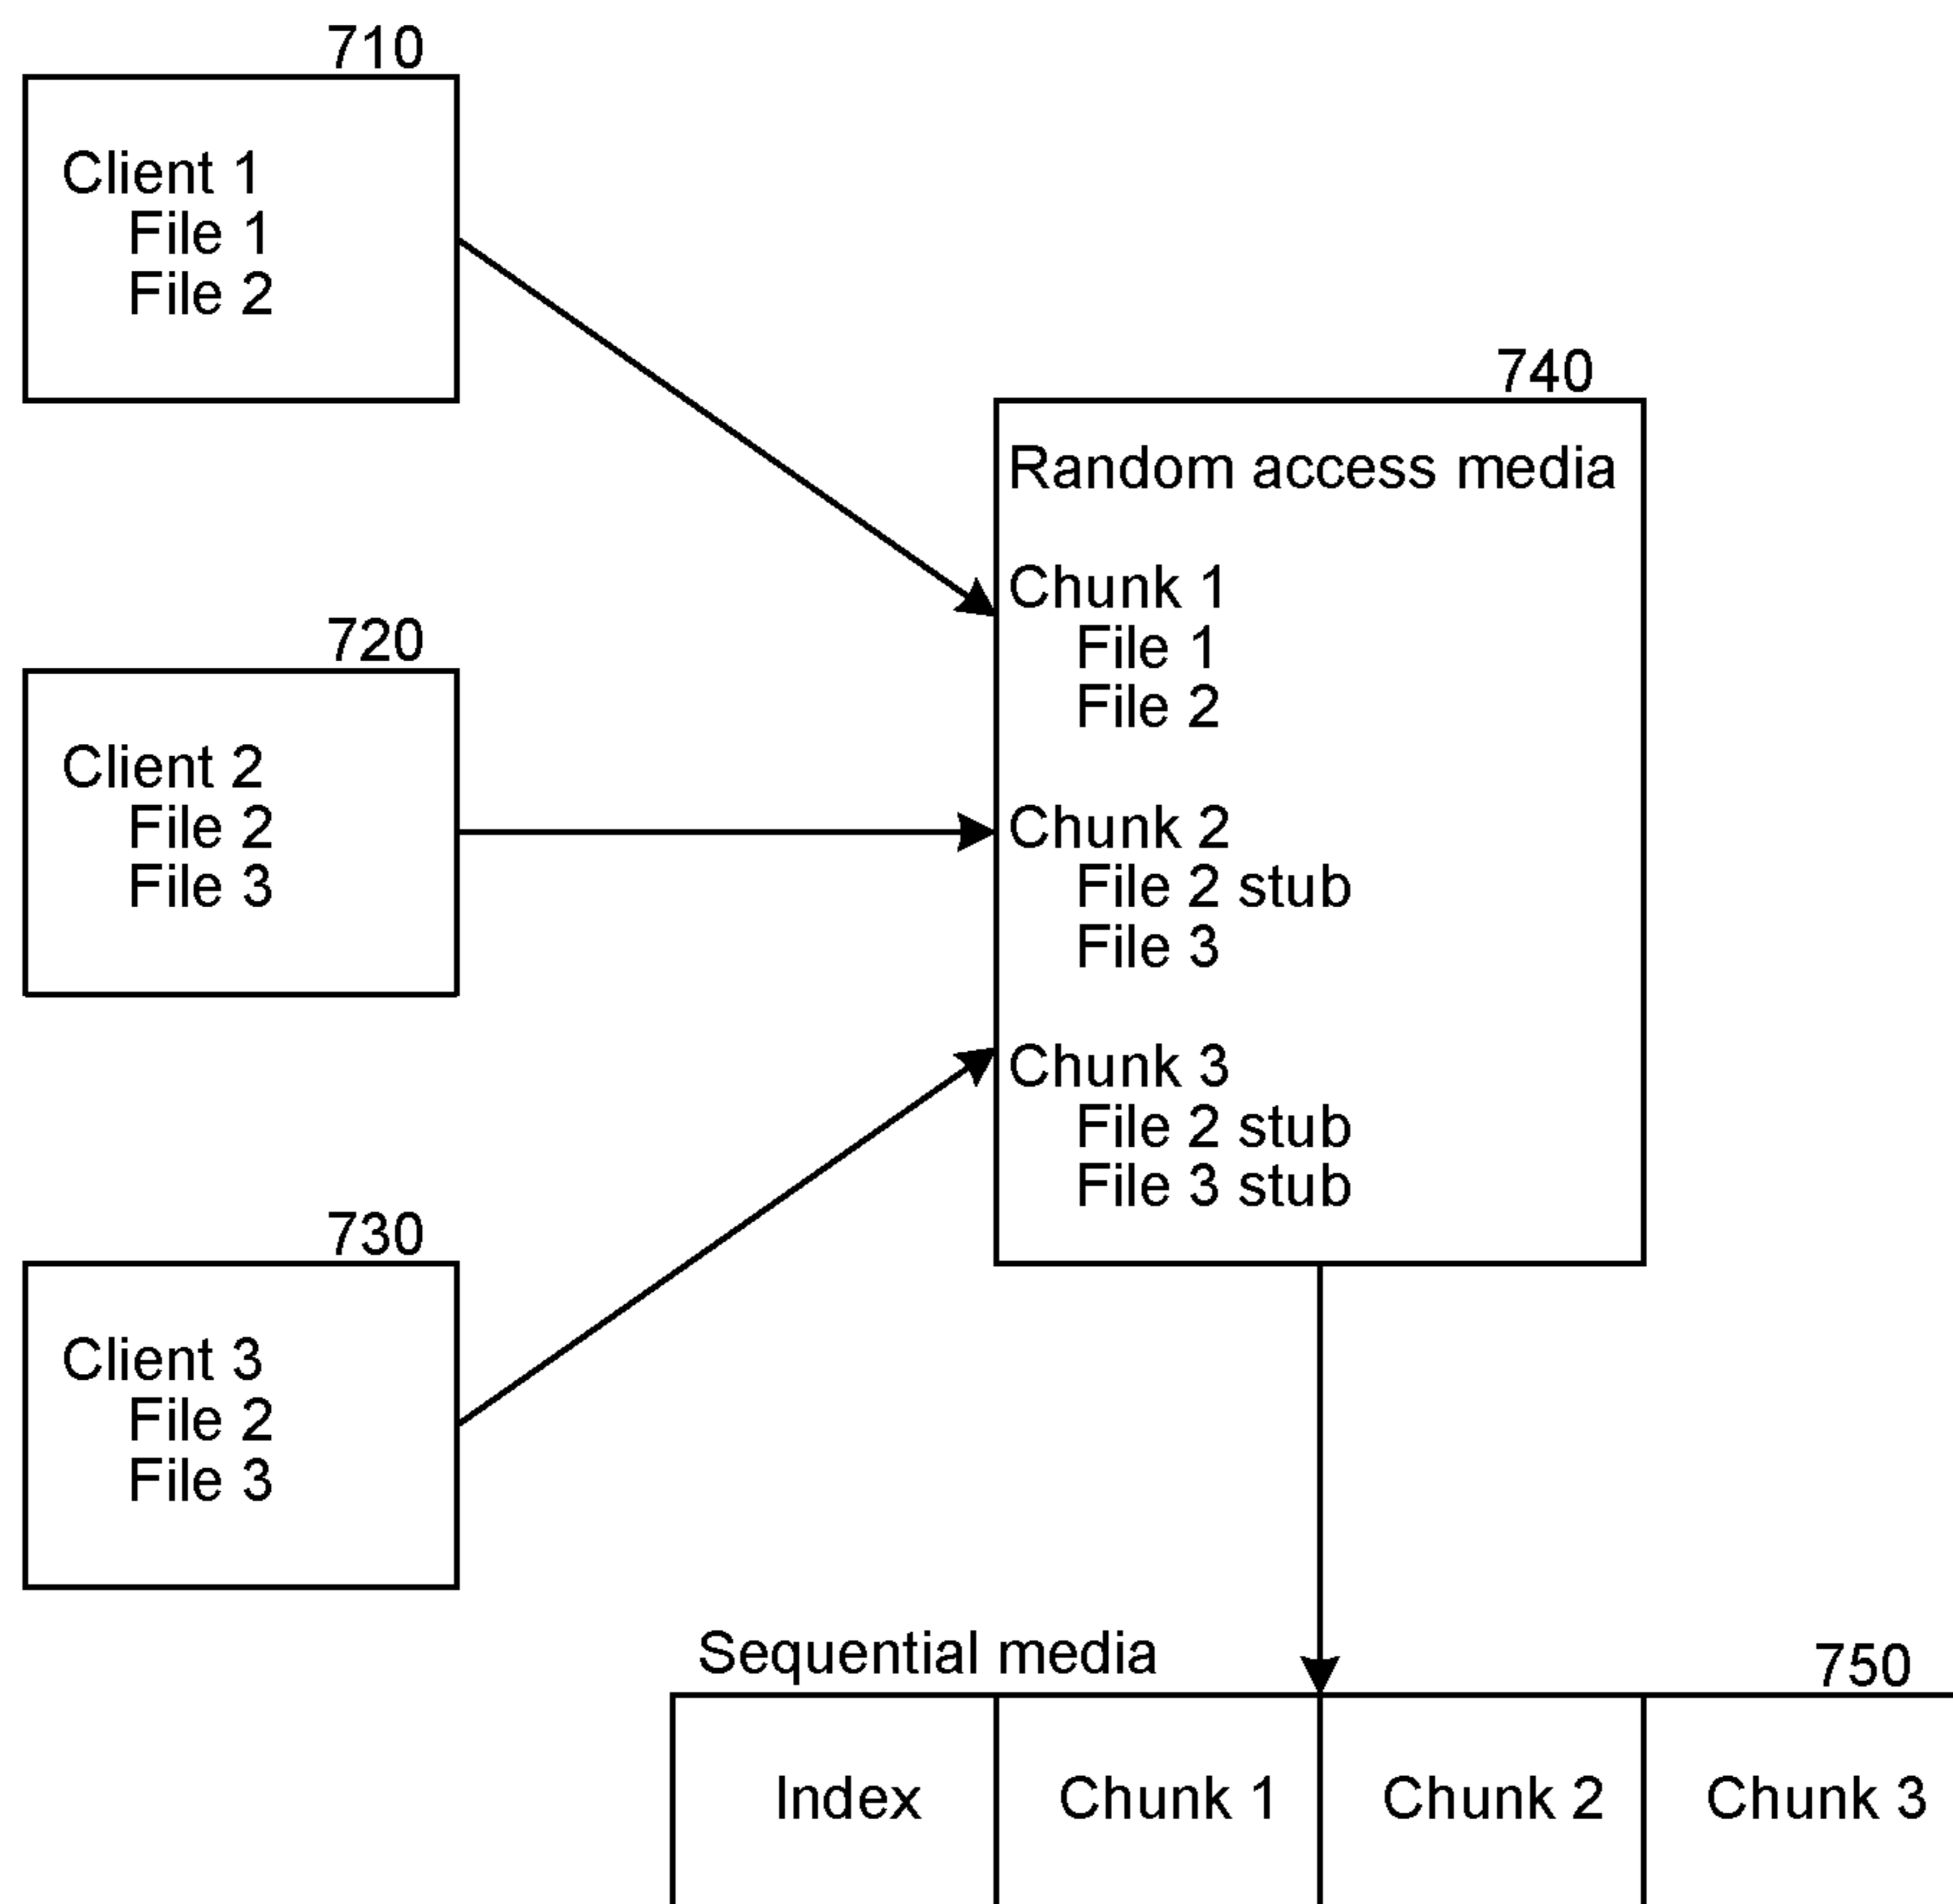 710
Client 1
File 1
File 2
720
Client 2
File 2
File 3
730
Client 3
File 2
File 3
740
Random access media
Chunk 1
File 1
File 2
Chunk 2
File 2 stub
File 3
Chunk 3
File 2 stub
File 3 stub
Sequential media
750
Index
Chunk 1
Chunk 2
Chunk 3